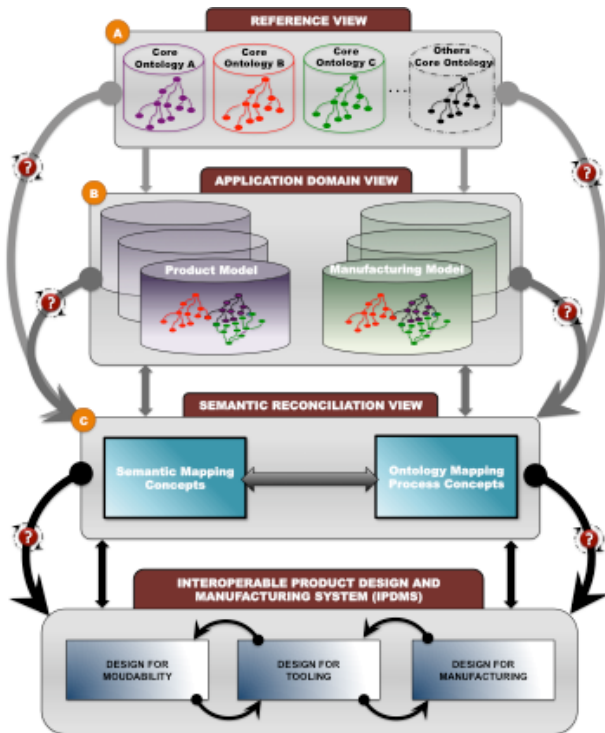 REFERENCE VIEW
A
Core
Ontology A
Core
Ontology B
Core
Ontology C
...
Others
Core Ontology
?
?
APPLICATION DOMAIN VIEW
B
Product Model
Manufacturing Model
?
?
SEMANTIC RECONCILIATION VIEW
C
Semantic Mapping
Concepts
Ontology Mapping
Process Concepts
?
?
INTEROPERABLE PRODUCT DESIGN AND
MANUFACTURING SYSTEM (IPDMS)
DESIGN FOR
MOUDABILITY
DESIGN FOR
TOOLING
DESIGN FOR
MANUFACTURING